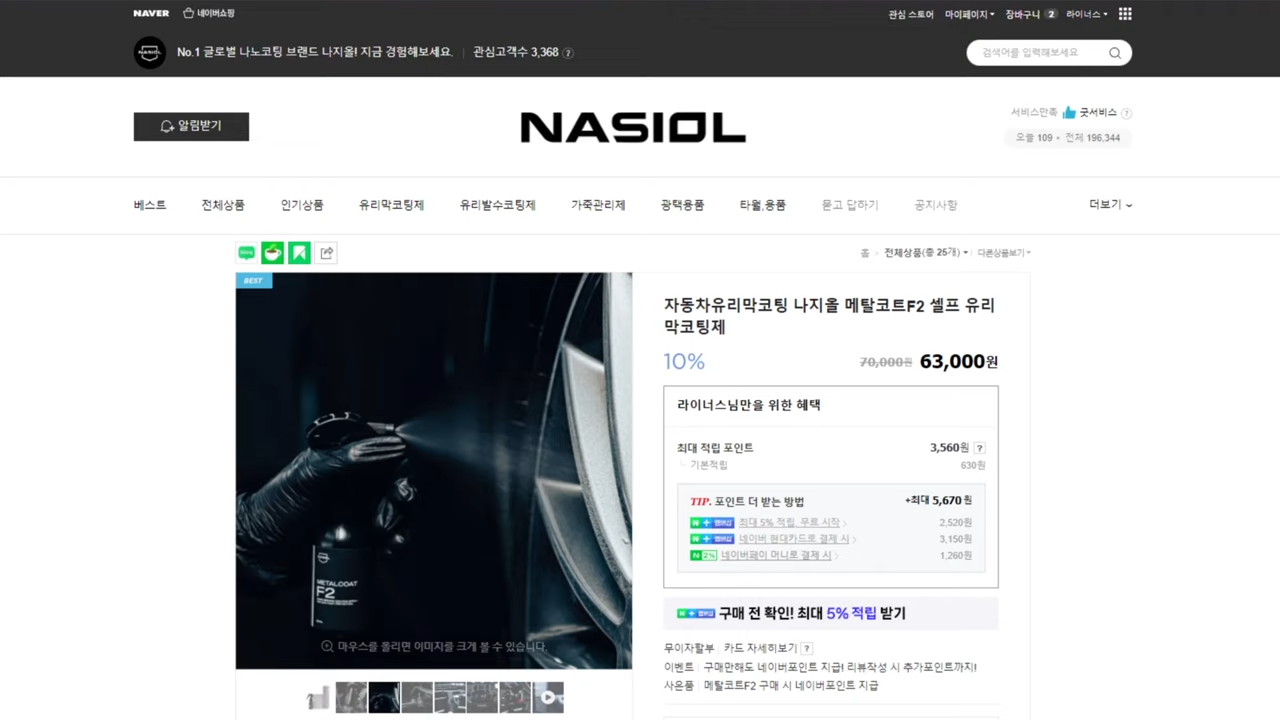 NAVER 네이버쇼핑
관심 스토어 마이페이지 장바구니 2 라이너스
NASIOL No.1 글로벌 나노코팅 브랜드 나지올! 지금 경험해보세요. 관심고객수 3,368 ?
검색어를 입력해보세요
알림받기
NASIOL
서비스만족 굿서비스 ?
오늘 109 전체 196,344
베스트 전체상품 인기상품 유리막코팅제 유리발수코팅제 가죽관리제 광택용품 타월,용품 묻고 답하기 공지사항 더보기
홈 > 전체상품(총 25개) 다른상품보기
BEST
METALCOAT
F2
마우스를 올리면 이미지를 크게 볼 수 있습니다.
자동차유리막코팅 나지올 메탈코트F2 셀프 유리
막코팅제
10% 70,000원 63,000원
라이너스님만을 위한 혜택
최대 적립 포인트 3,560원 ?
기본적립 630원
TIP. 포인트 더 받는 방법 +최대 5,670원
N + 멤버십 최대 5% 적립, 무료 시작 > 2,520원
N + 멤버십 네이버 현대카드로 결제 시 > 3,150원
N 2% 네이버페이 머니로 결제 시 > 1,260원
N + 멤버십 구매 전 확인! 최대 5% 적립 받기
무이자할부 카드 자세히보기 ?
이벤트 구매만해도 네이버포인트 지급! 리뷰작성 시 추가포인트까지!
사은품 메탈코트F2 구매 시 네이버포인트 지급